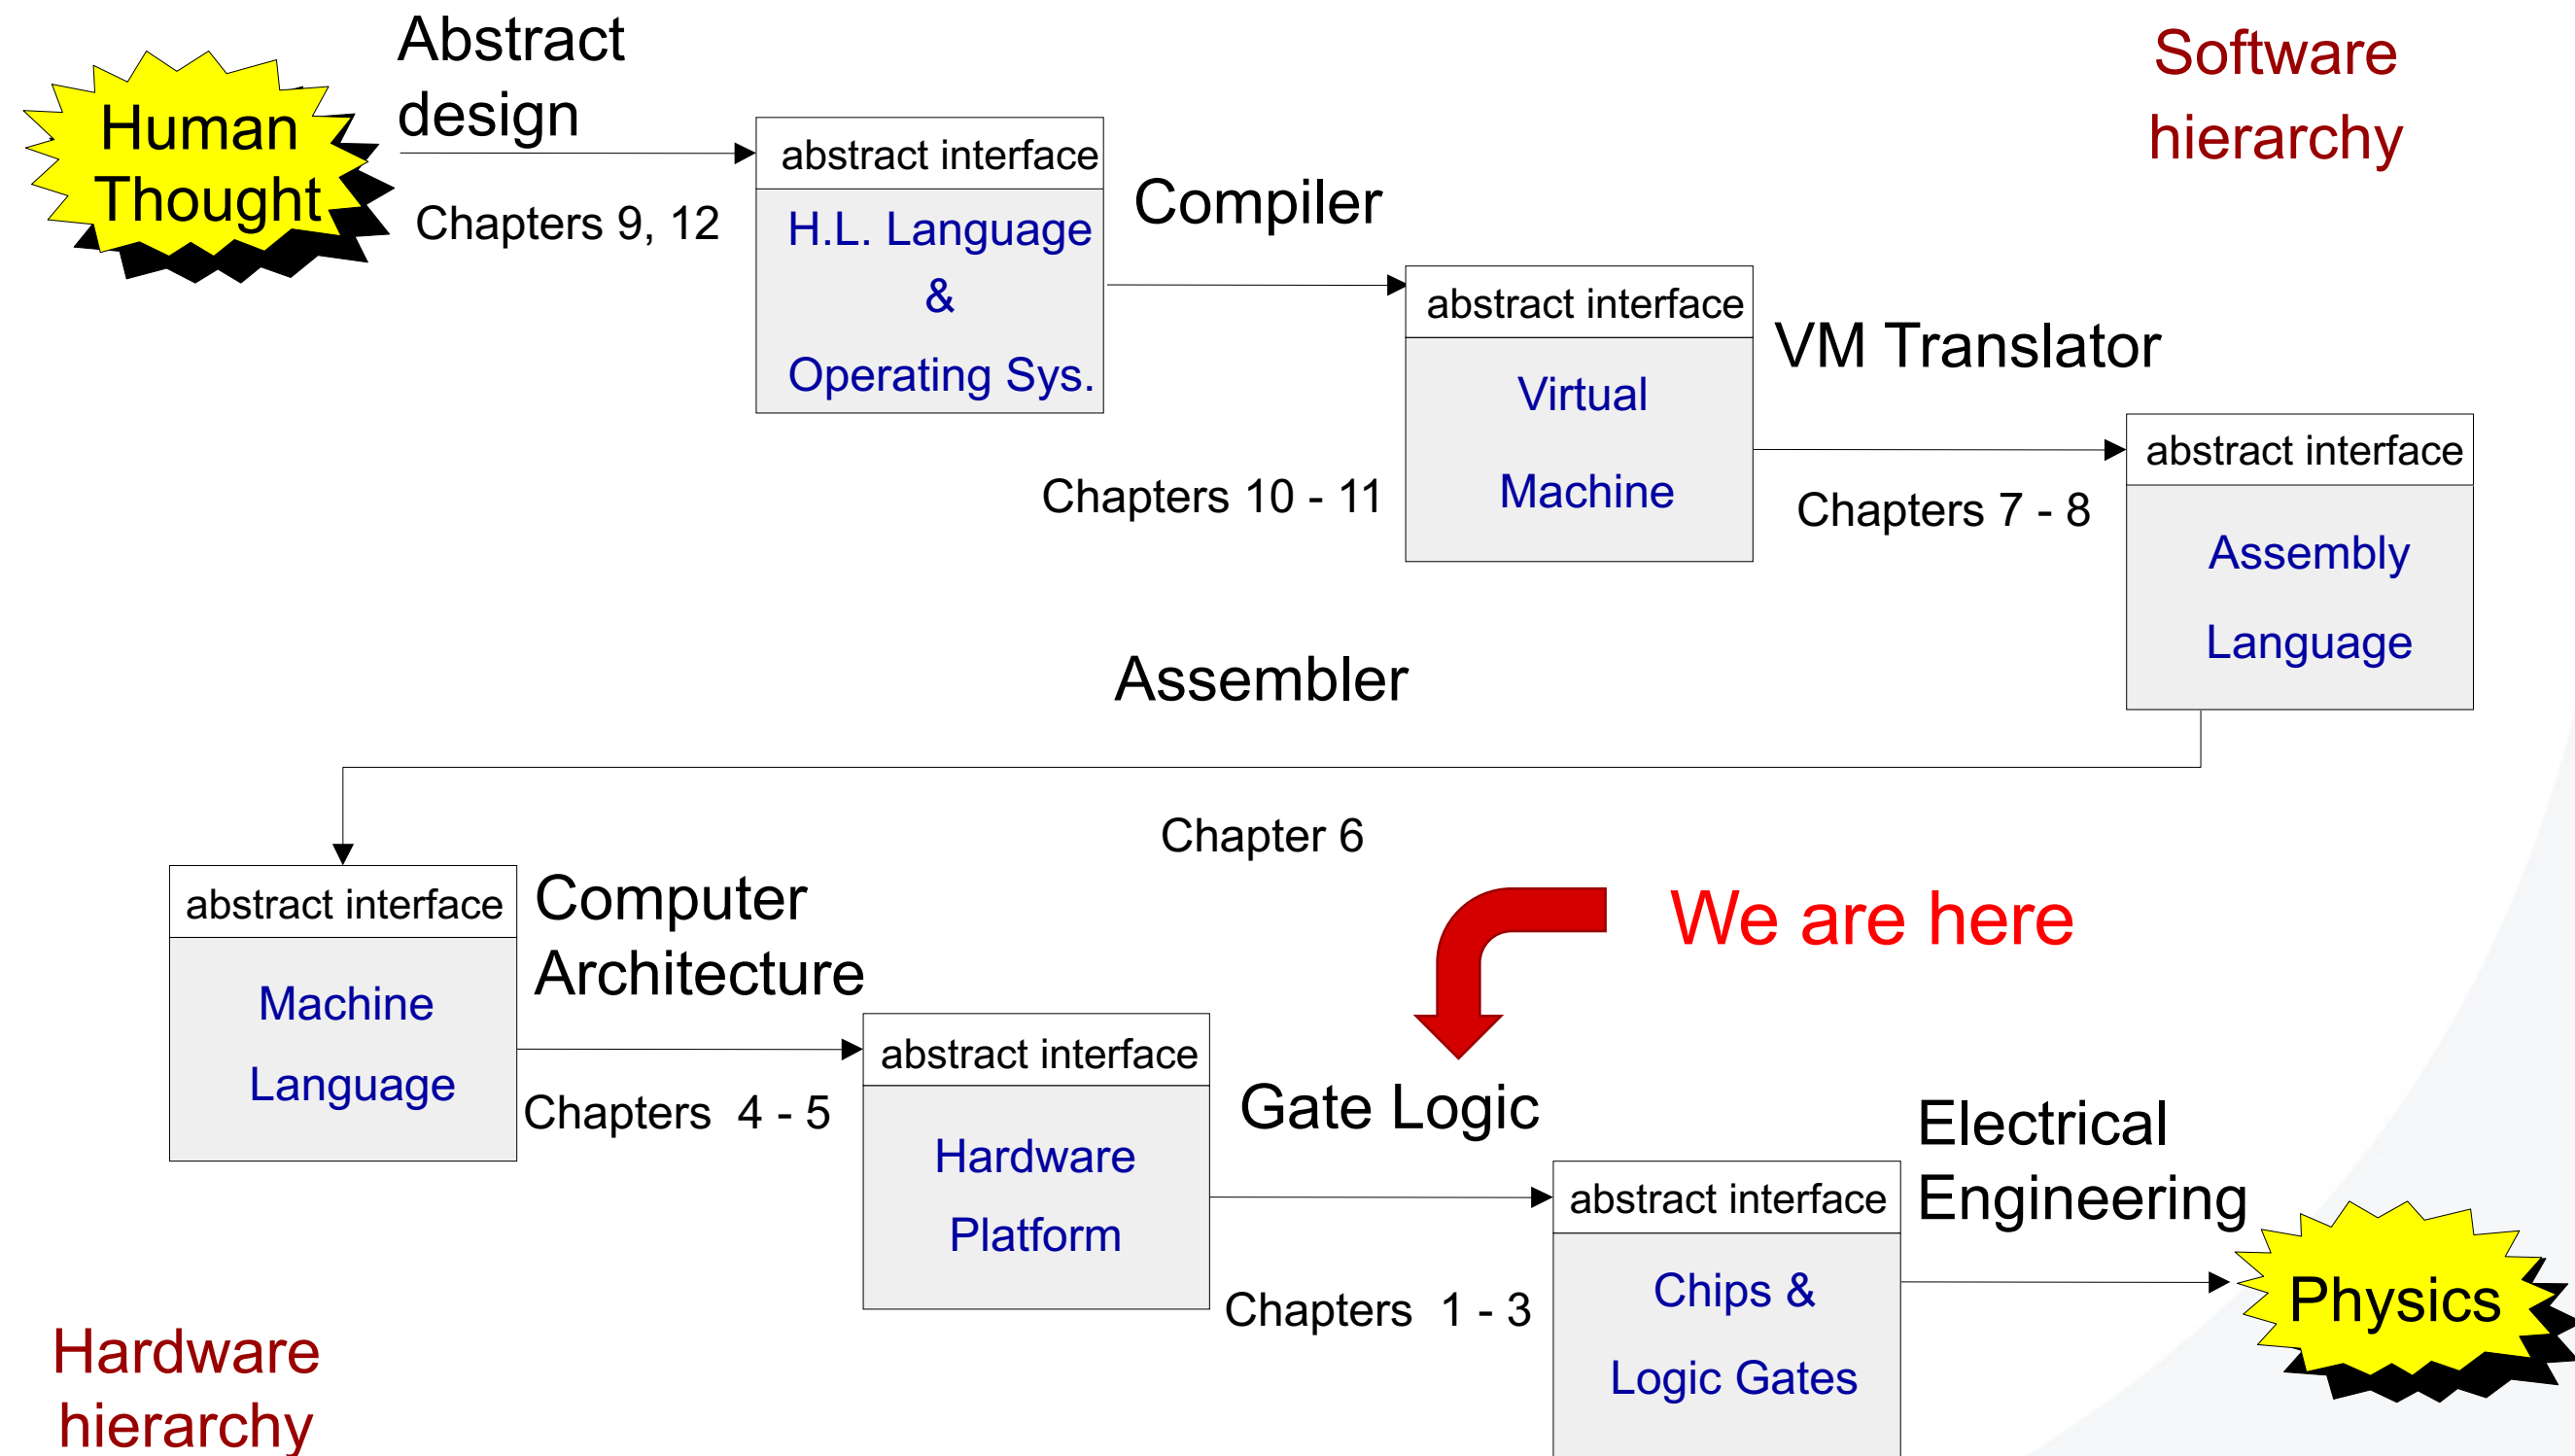 Abstract
design
Software
hierarchy
Human
Thought
Chapters 9, 12
abstract interface
H.L. Language
&
Operating Sys.
Compiler
Chapters 10 - 11
abstract interface
Virtual
Machine
VM Translator
Chapters 7 - 8
abstract interface
Assembly
Language
Assembler
Chapter 6
abstract interface
Machine
Language
Computer
Architecture
Chapters 4 - 5
abstract interface
Hardware
Platform
We are here
Gate Logic
Chapters 1 - 3
abstract interface
Chips &
Logic Gates
Electrical
Engineering
Physics
Hardware
hierarchy